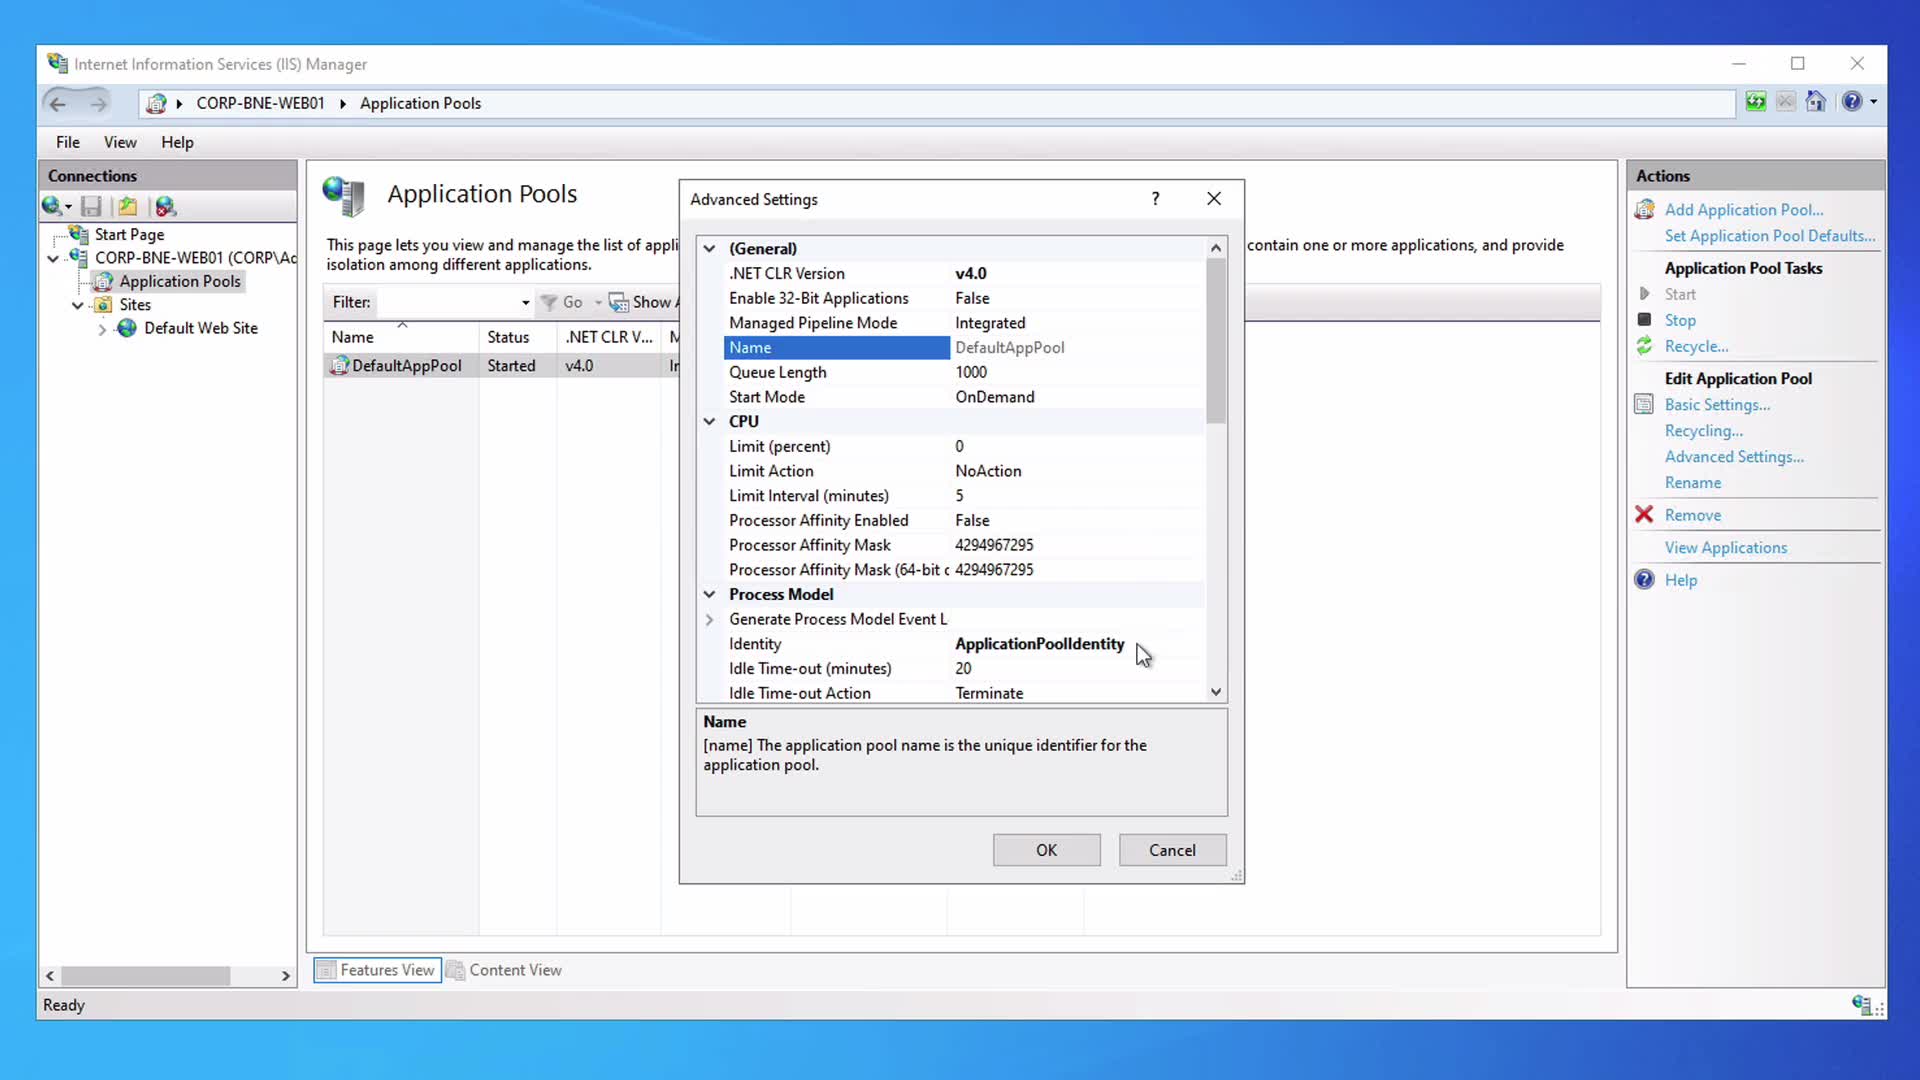 Internet Information Services (IIS) Manager
CORP-BNE-WEB01 Application Pools
File View Help
Connections
Start Page
CORP-BNE-WEB01 (CORP\Ac
Application Pools
Sites
Default Web Site
Application Pools
This page lets you view and manage the list of appli contain one or more applications, and provide
isolation among different applications.
Filter: Go Show A
Name Status .NET CLR V... M
DefaultAppPool Started v4.0 In
Advanced Settings ?
(General)
.NET CLR Version v4.0
Enable 32-Bit Applications False
Managed Pipeline Mode Integrated
Name DefaultAppPool
Queue Length 1000
Start Mode OnDemand
CPU
Limit (percent) 0
Limit Action NoAction
Limit Interval (minutes) 5
Processor Affinity Enabled False
Processor Affinity Mask 4294967295
Processor Affinity Mask (64-bit o 4294967295
Process Model
Generate Process Model Event L
Identity ApplicationPoolIdentity
Idle Time-out (minutes) 20
Idle Time-out Action Terminate
Name
[name] The application pool name is the unique identifier for the
application pool.
OK Cancel
Actions
Add Application Pool...
Set Application Pool Defaults...
Application Pool Tasks
Start
Stop
Recycle...
Edit Application Pool
Basic Settings...
Recycling...
Advanced Settings...
Rename
Remove
View Applications
Help
Features View Content View
Ready